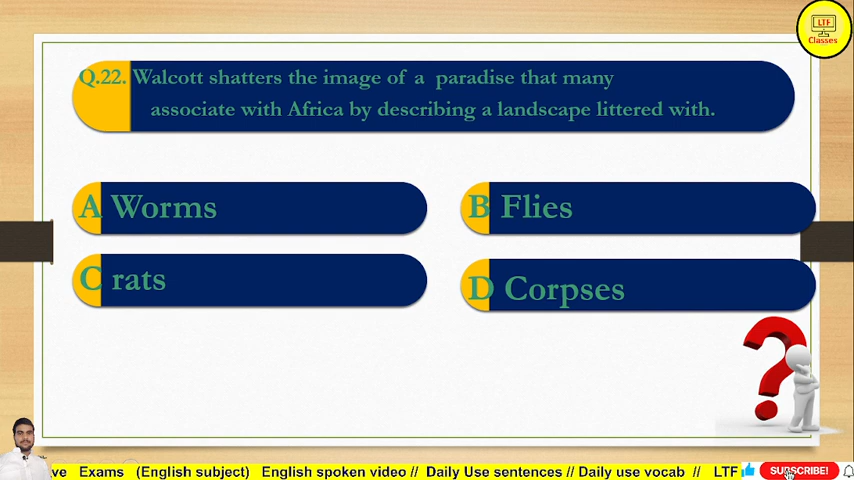 LTF
Classes
Q.22. Walcott shatters the image of a paradise that many
associate with Africa by describing a landscape littered with.
A Worms
B Flies
C rats
D Corpses
ve Exams (English subject) English spoken video // Daily Use sentences // Daily use vocab // LTF
SUBSCRIBE!